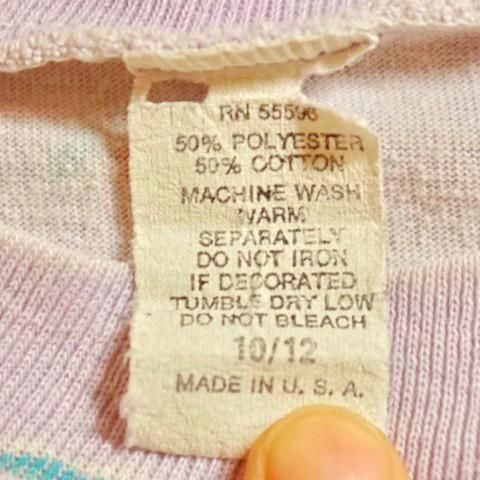 RN 55596
50% POLYESTER
50% COTTON
MACHINE WASH
WARM
SEPARATELY
DO NOT IRON
IF DECORATED
TUMBLE DRY LOW
DO NOT BLEACH
10/12
MADE IN U. S. A.